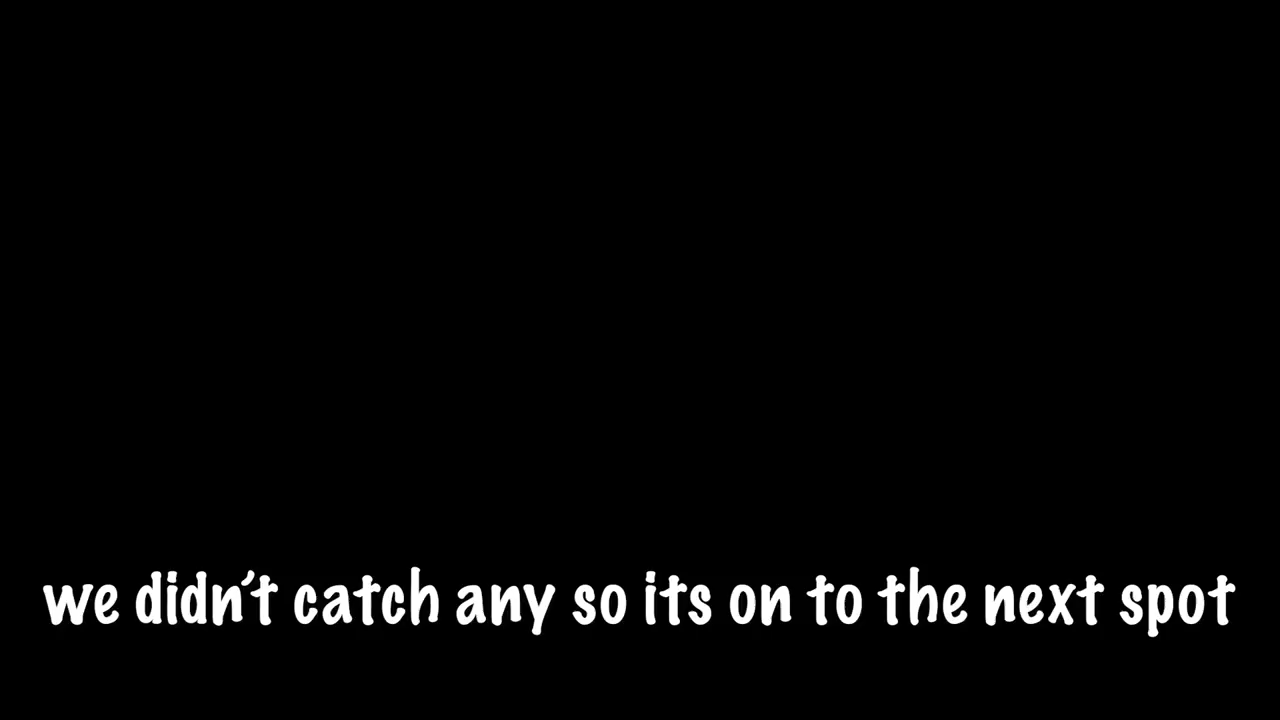 we didn't catch any so its on to the next spot